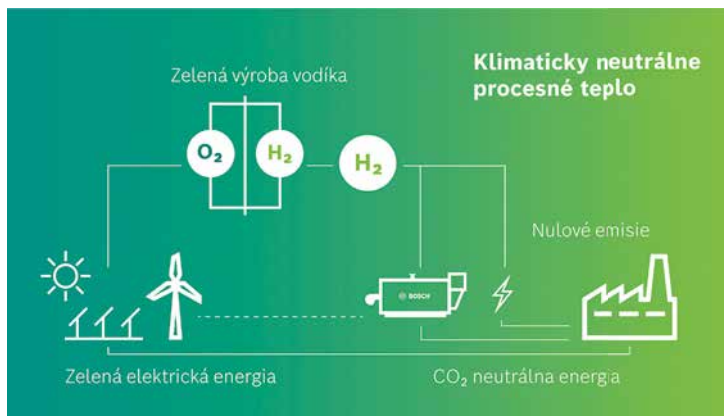 Klimaticky neutrálne
procesné teplo
Zelená výroba vodíka
O₂
H₂
H₂
Nulové emisie
BOSCH
Zelená elektrická energia
CO₂ neutrálna energia